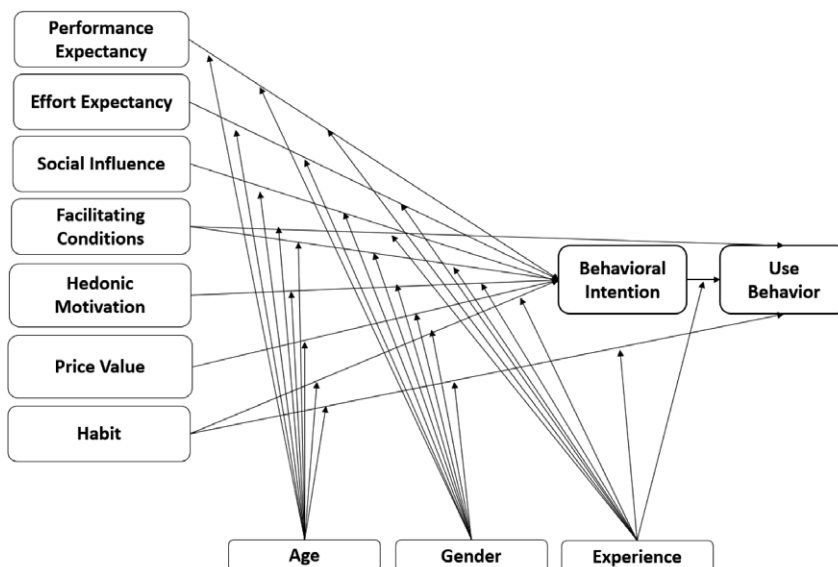 Performance
Expectancy
Effort Expectancy
Social Influence
Facilitating
Conditions
Hedonic
Motivation
Price Value
Habit
Behavioral
Intention
Use
Behavior
Age
Gender
Experience